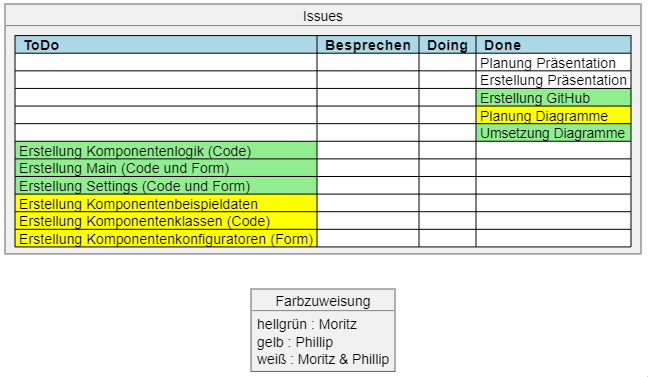 Issues
ToDo Besprechen Doing Done
Planung Präsentation
Erstellung Präsentation
Erstellung GitHub
Planung Diagramme
Umsetzung Diagramme
Erstellung Komponentenlogik (Code)
Erstellung Main (Code und Form)
Erstellung Settings (Code und Form)
Erstellung Komponentenbeispieldaten
Erstellung Komponentenklassen (Code)
Erstellung Komponentenkonfiguratoren (Form)
Farbzuweisung
hellgrün : Moritz
gelb : Phillip
weiß : Moritz & Phillip